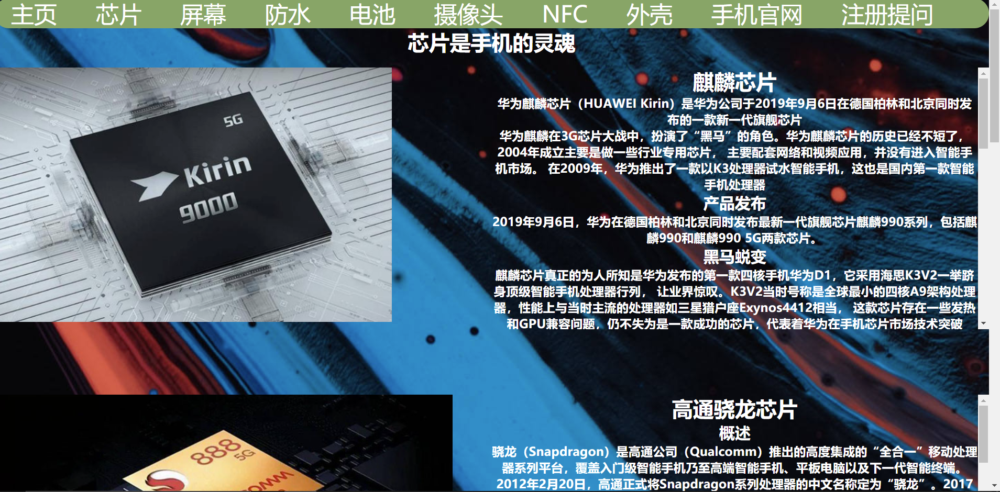 主页 芯片 屏幕 防水 电池 摄像头 NFC 外壳 手机官网 注册提问
芯片是手机的灵魂
5G
Kirin
9000
麒麟芯片
华为麒麟芯片（HUAWEI Kirin）是华为公司于2019年9月6日在德国柏林和北京同时发
布的一款新一代旗舰芯片
华为麒麟在3G芯片大战中，扮演了“黑马”的角色。华为麒麟芯片的历史已经不短了，
2004年成立主要是做一些行业专用芯片， 主要配套网络和视频应用，并没有进入智能手
机市场。 在2009年，华为推出了一款以K3处理器试水智能手机，这也是国内第一款智能
手机处理器
产品发布
2019年9月6日，华为在德国柏林和北京同时发布最新一代旗舰芯片麒麟990系列，包括麒
麟990和麒麟990 5G两款芯片。
黑马蜕变
麒麟芯片真正的为人所知是华为发布的第一款四核手机华为D1，它采用海思K3V2一举跻
身顶级智能手机处理器行列， 让业界惊叹。K3V2当时号称是全球最小的四核A9架构处理
器，性能上与当时主流的处理器如三星猎户座Exynos4412相当， 这款芯片存在一些发热
和GPU兼容问题，仍不失为是一款成功的芯片，代表着华为在手机芯片市场技术突破
888
5G
高通骁龙芯片
概述
骁龙（Snapdragon）是高通公司（Qualcomm）推出的高度集成的“全合一”移动处理
器系列平台，覆盖入门级智能手机乃至高端智能手机、平板电脑以及下一代智能终端。
2012年2月20日，高通正式将Snapdragon系列处理器的中文名称定为“骁龙”。2017